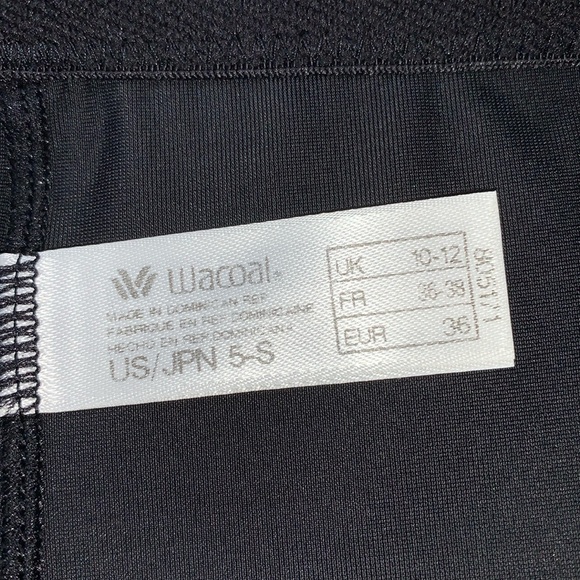 Wacoal®
MADE IN DOMINICAN REP.
FABRIQUE EN REP. DOMINICAINE
HECHO EN REP. DOMINICANA
US/JPN 5-S
UK 10-12
FR 36-38
EUR 36